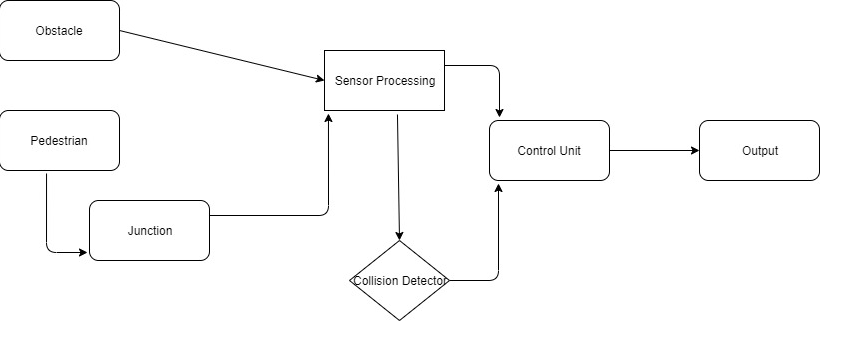 Obstacle
Sensor Processing
Pedestrian
Control Unit
Output
Junction
Collision Detector